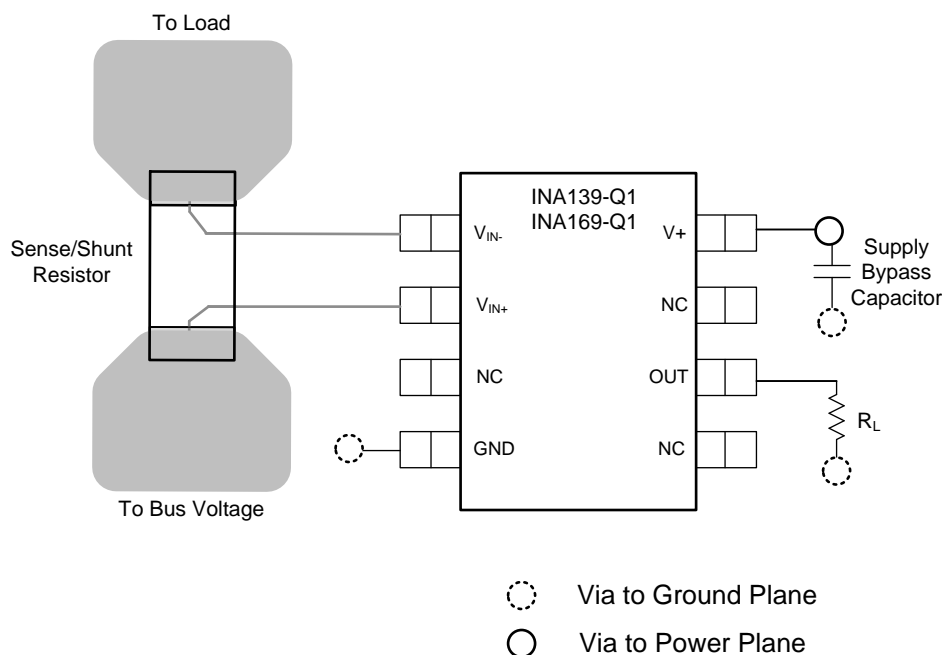 To Load
Sense/Shunt
Resistor
To Bus Voltage
INA139-Q1
INA169-Q1
VIN-
VIN+
NC
GND
V+
NC
OUT
NC
Supply
Bypass
Capacitor
RL
Via to Ground Plane
Via to Power Plane